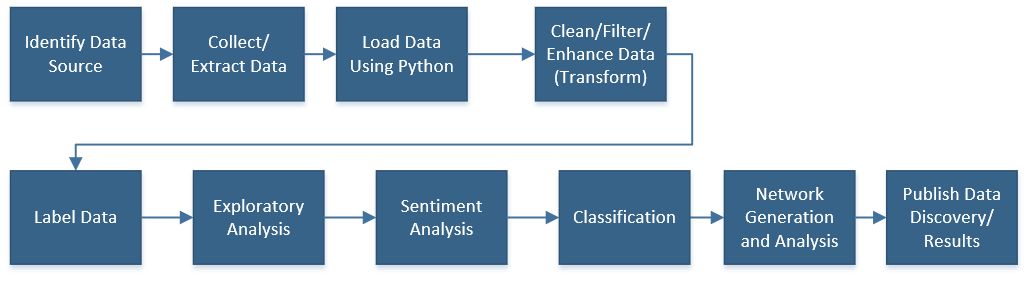 Identify Data
Source
Collect/
Extract Data
Load Data
Using Python
Clean/Filter/
Enhance Data
(Transform)
Label Data
Exploratory
Analysis
Sentiment
Analysis
Classification
Network
Generation
and Analysis
Publish Data
Discovery/
Results